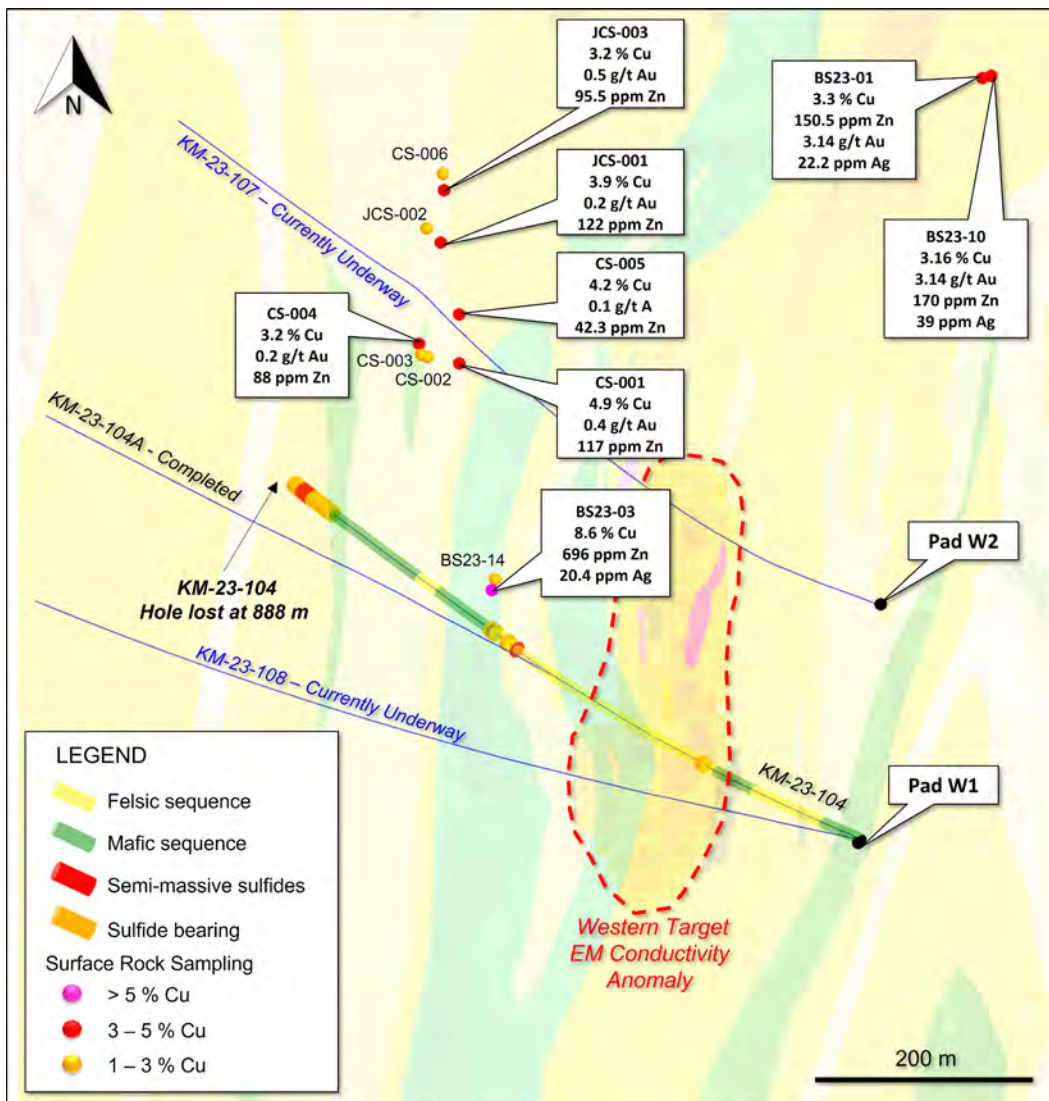 N
JCS-003
3.2 % Cu
0.5 g/t Au
95.5 ppm Zn
BS23-01
3.3 % Cu
150.5 ppm Zn
3.14 g/t Au
22.2 ppm Ag
KM-23-107 – Currently Underway
CS-006
JCS-001
3.9 % Cu
0.2 g/t Au
122 ppm Zn
JCS-002
BS23-10
3.16 % Cu
3.14 g/t Au
170 ppm Zn
39 ppm Ag
CS-005
4.2 % Cu
0.1 g/t A
42.3 ppm Zn
CS-004
3.2 % Cu
0.2 g/t Au
88 ppm Zn
CS-003
CS-002
CS-001
4.9 % Cu
0.4 g/t Au
117 ppm Zn
KM-23-104A - Completed
BS23-03
8.6 % Cu
696 ppm Zn
20.4 ppm Ag
BS23-14
Pad W2
KM-23-104
Hole lost at 888 m
KM-23-108 – Currently Underway
KM-23-104
Pad W1
Western Target
EM Conductivity
Anomaly
LEGEND
Felsic sequence
Mafic sequence
Semi-massive sulfides
Sulfide bearing
Surface Rock Sampling
> 5 % Cu
3 – 5 % Cu
1 – 3 % Cu
200 m